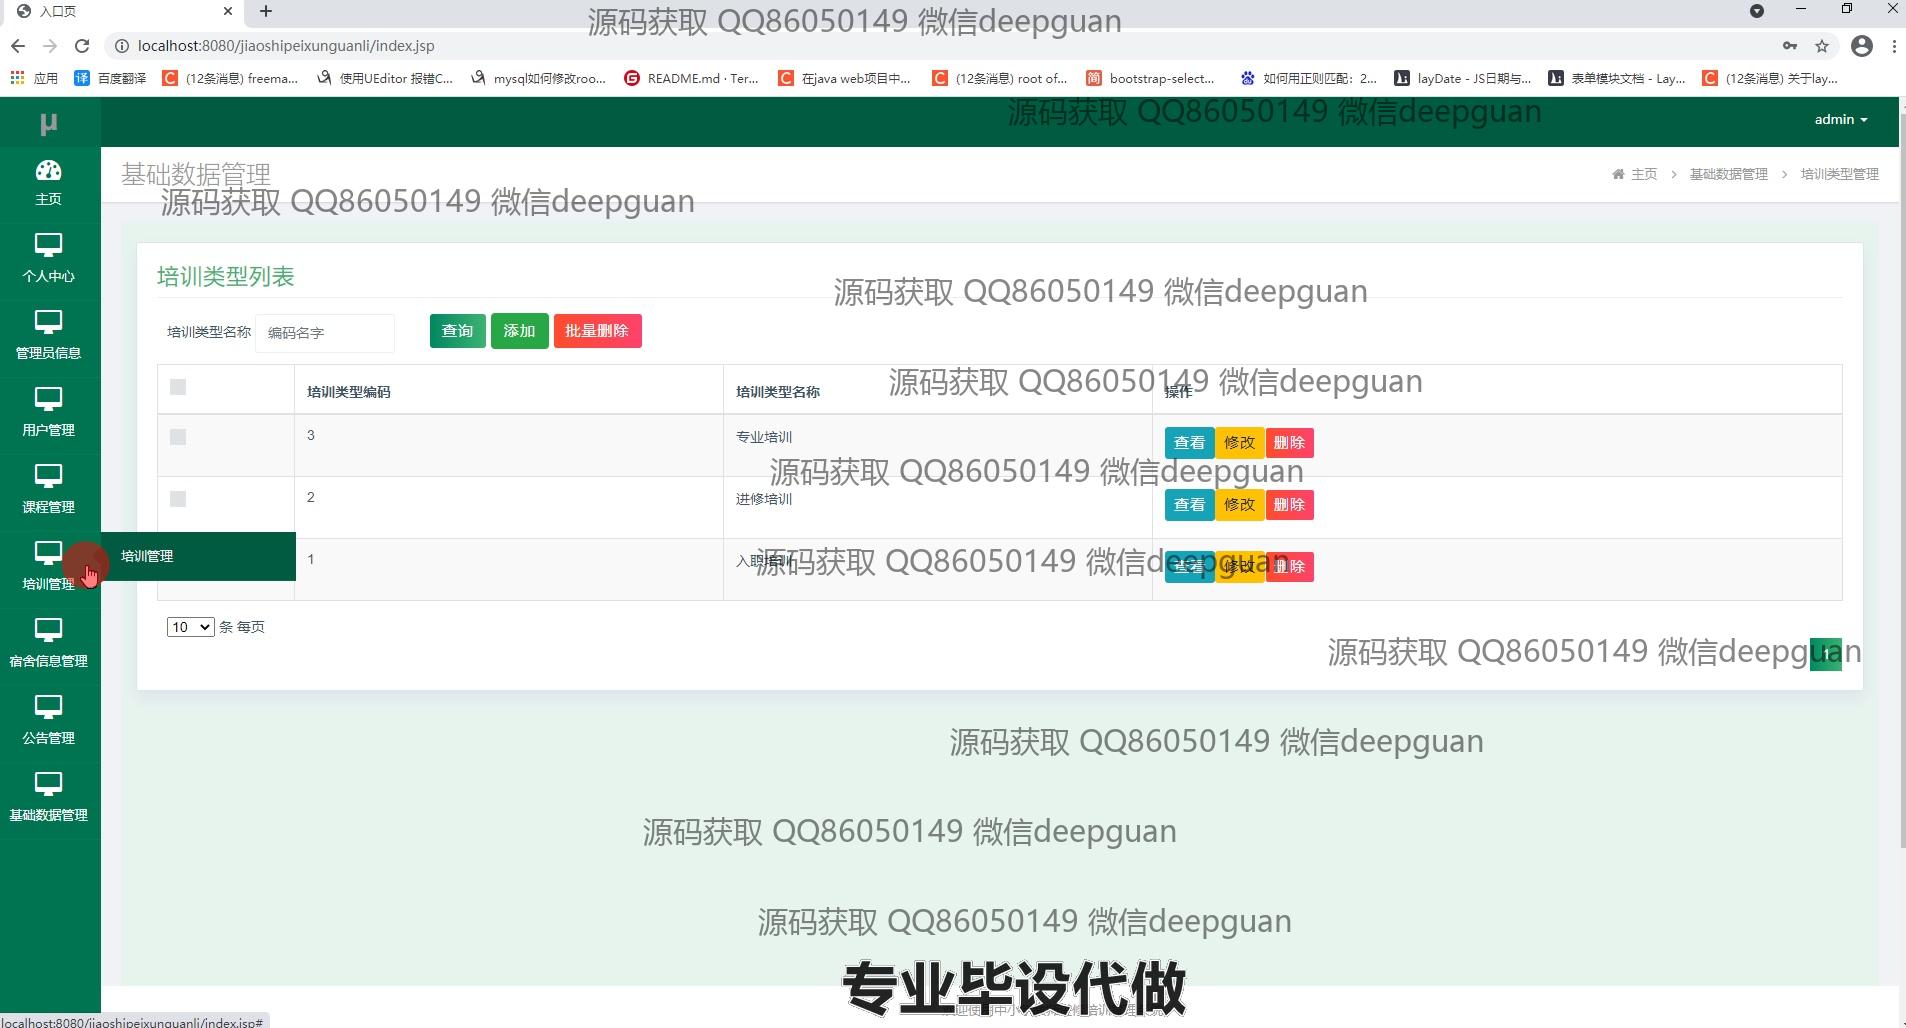 入口页
源码获取 QQ86050149 微信deepguan
localhost:8080/jiaoshipeixunguanli/index.jsp
应用
译 百度翻译
(12条消息) freema...
使用UEditor 报错C...
mysql如何修改roo...
README.md · Ter...
在java web项目中...
(12条消息) root of...
简 bootstrap-select...
如何用正则匹配：2...
layDate - JS日期与...
表单模块文档 - Lay...
(12条消息) 关于lay...
μ
源码获取 QQ86050149 微信deepguan
admin
主页
个人中心
管理员信息
用户管理
课程管理
培训管理
培训管理
宿舍信息管理
公告管理
基础数据管理
基础数据管理
主页 > 基础数据管理 > 培训类型管理
源码获取 QQ86050149 微信deepguan
培训类型列表
源码获取 QQ86050149 微信deepguan
培训类型名称 编码名字 查询 添加 批量删除
培训类型编码 培训类型名称 操作
源码获取 QQ86050149 微信deepguan
3 专业培训 查看 修改 删除
源码获取 QQ86050149 微信deepguan
2 进修培训 查看 修改 删除
1 入职培训 查看 修改 删除
源码获取 QQ86050149 微信deepguan
10 条 每页
源码获取 QQ86050149 微信deepguan
1
源码获取 QQ86050149 微信deepguan
源码获取 QQ86050149 微信deepguan
源码获取 QQ86050149 微信deepguan
专业毕设代做
localhost:8080/jiaoshipeixunguanli/index.jsp#